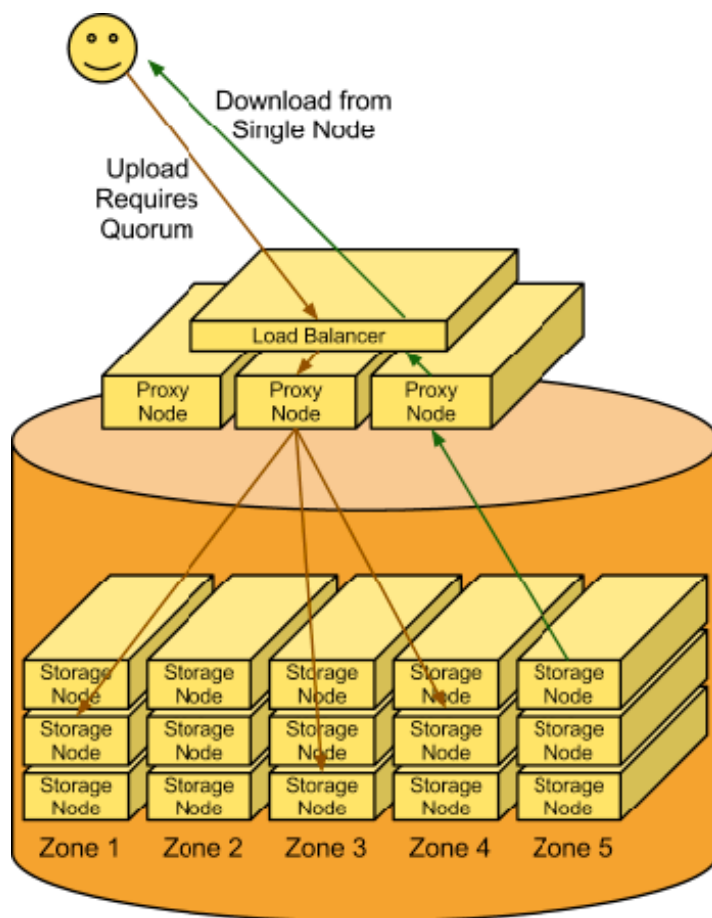 Download from
Single Node
Upload
Requires
Quorum
Load Balancer
Proxy
Node
Proxy
Node
Proxy
Node
Storage
Node
Storage
Node
Storage
Node
Storage
Node
Storage
Node
Storage
Node
Storage
Node
Storage
Node
Storage
Node
Storage
Node
Storage
Node
Storage
Node
Storage
Node
Storage
Node
Storage
Node
Zone 1
Zone 2
Zone 3
Zone 4
Zone 5